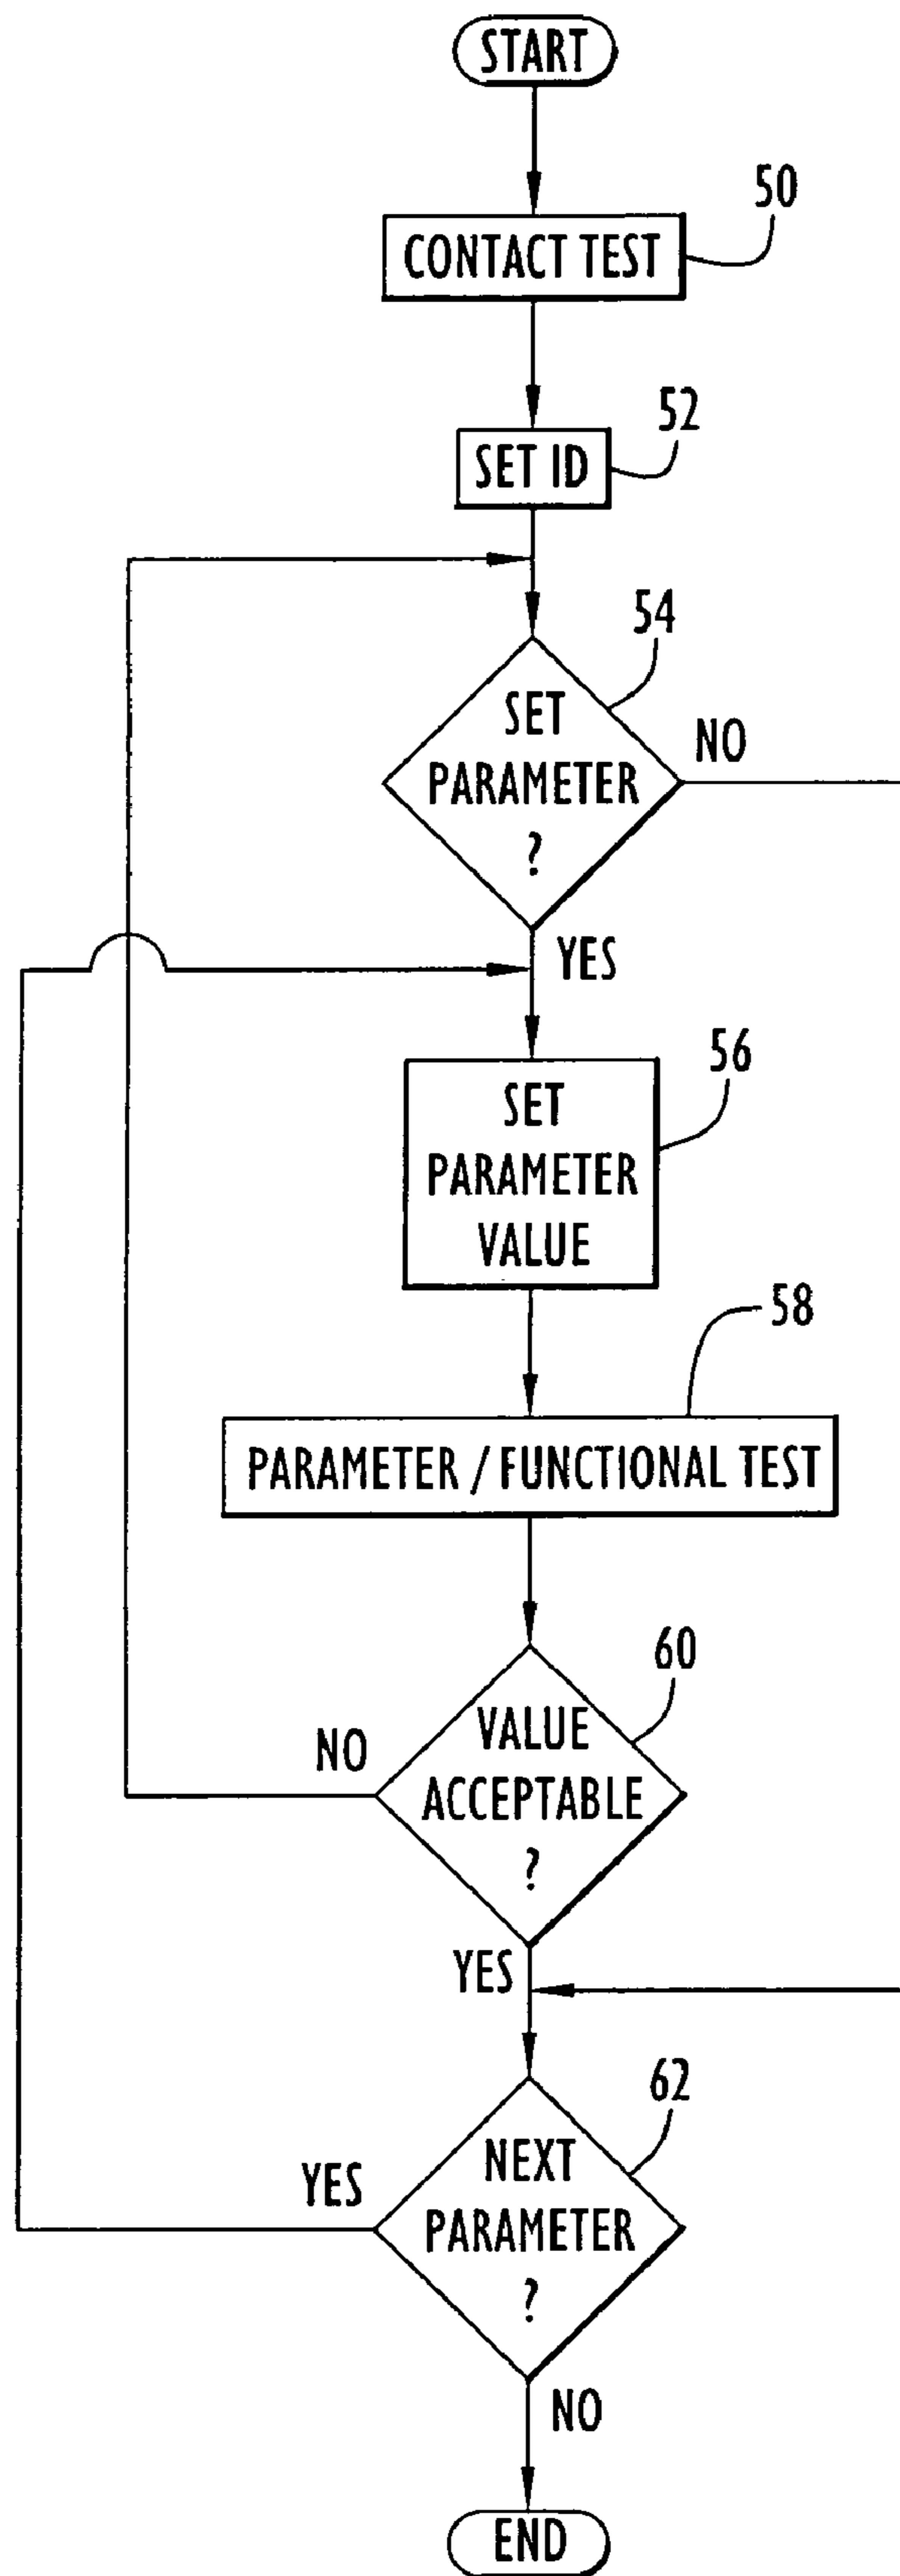 START
50
CONTACT TEST
52
SET ID
54
SET
PARAMETER
?
NO
YES
56
SET
PARAMETER
VALUE
58
PARAMETER / FUNCTIONAL TEST
60
VALUE
ACCEPTABLE
?
NO
YES
62
NEXT
PARAMETER
?
YES
NO
END